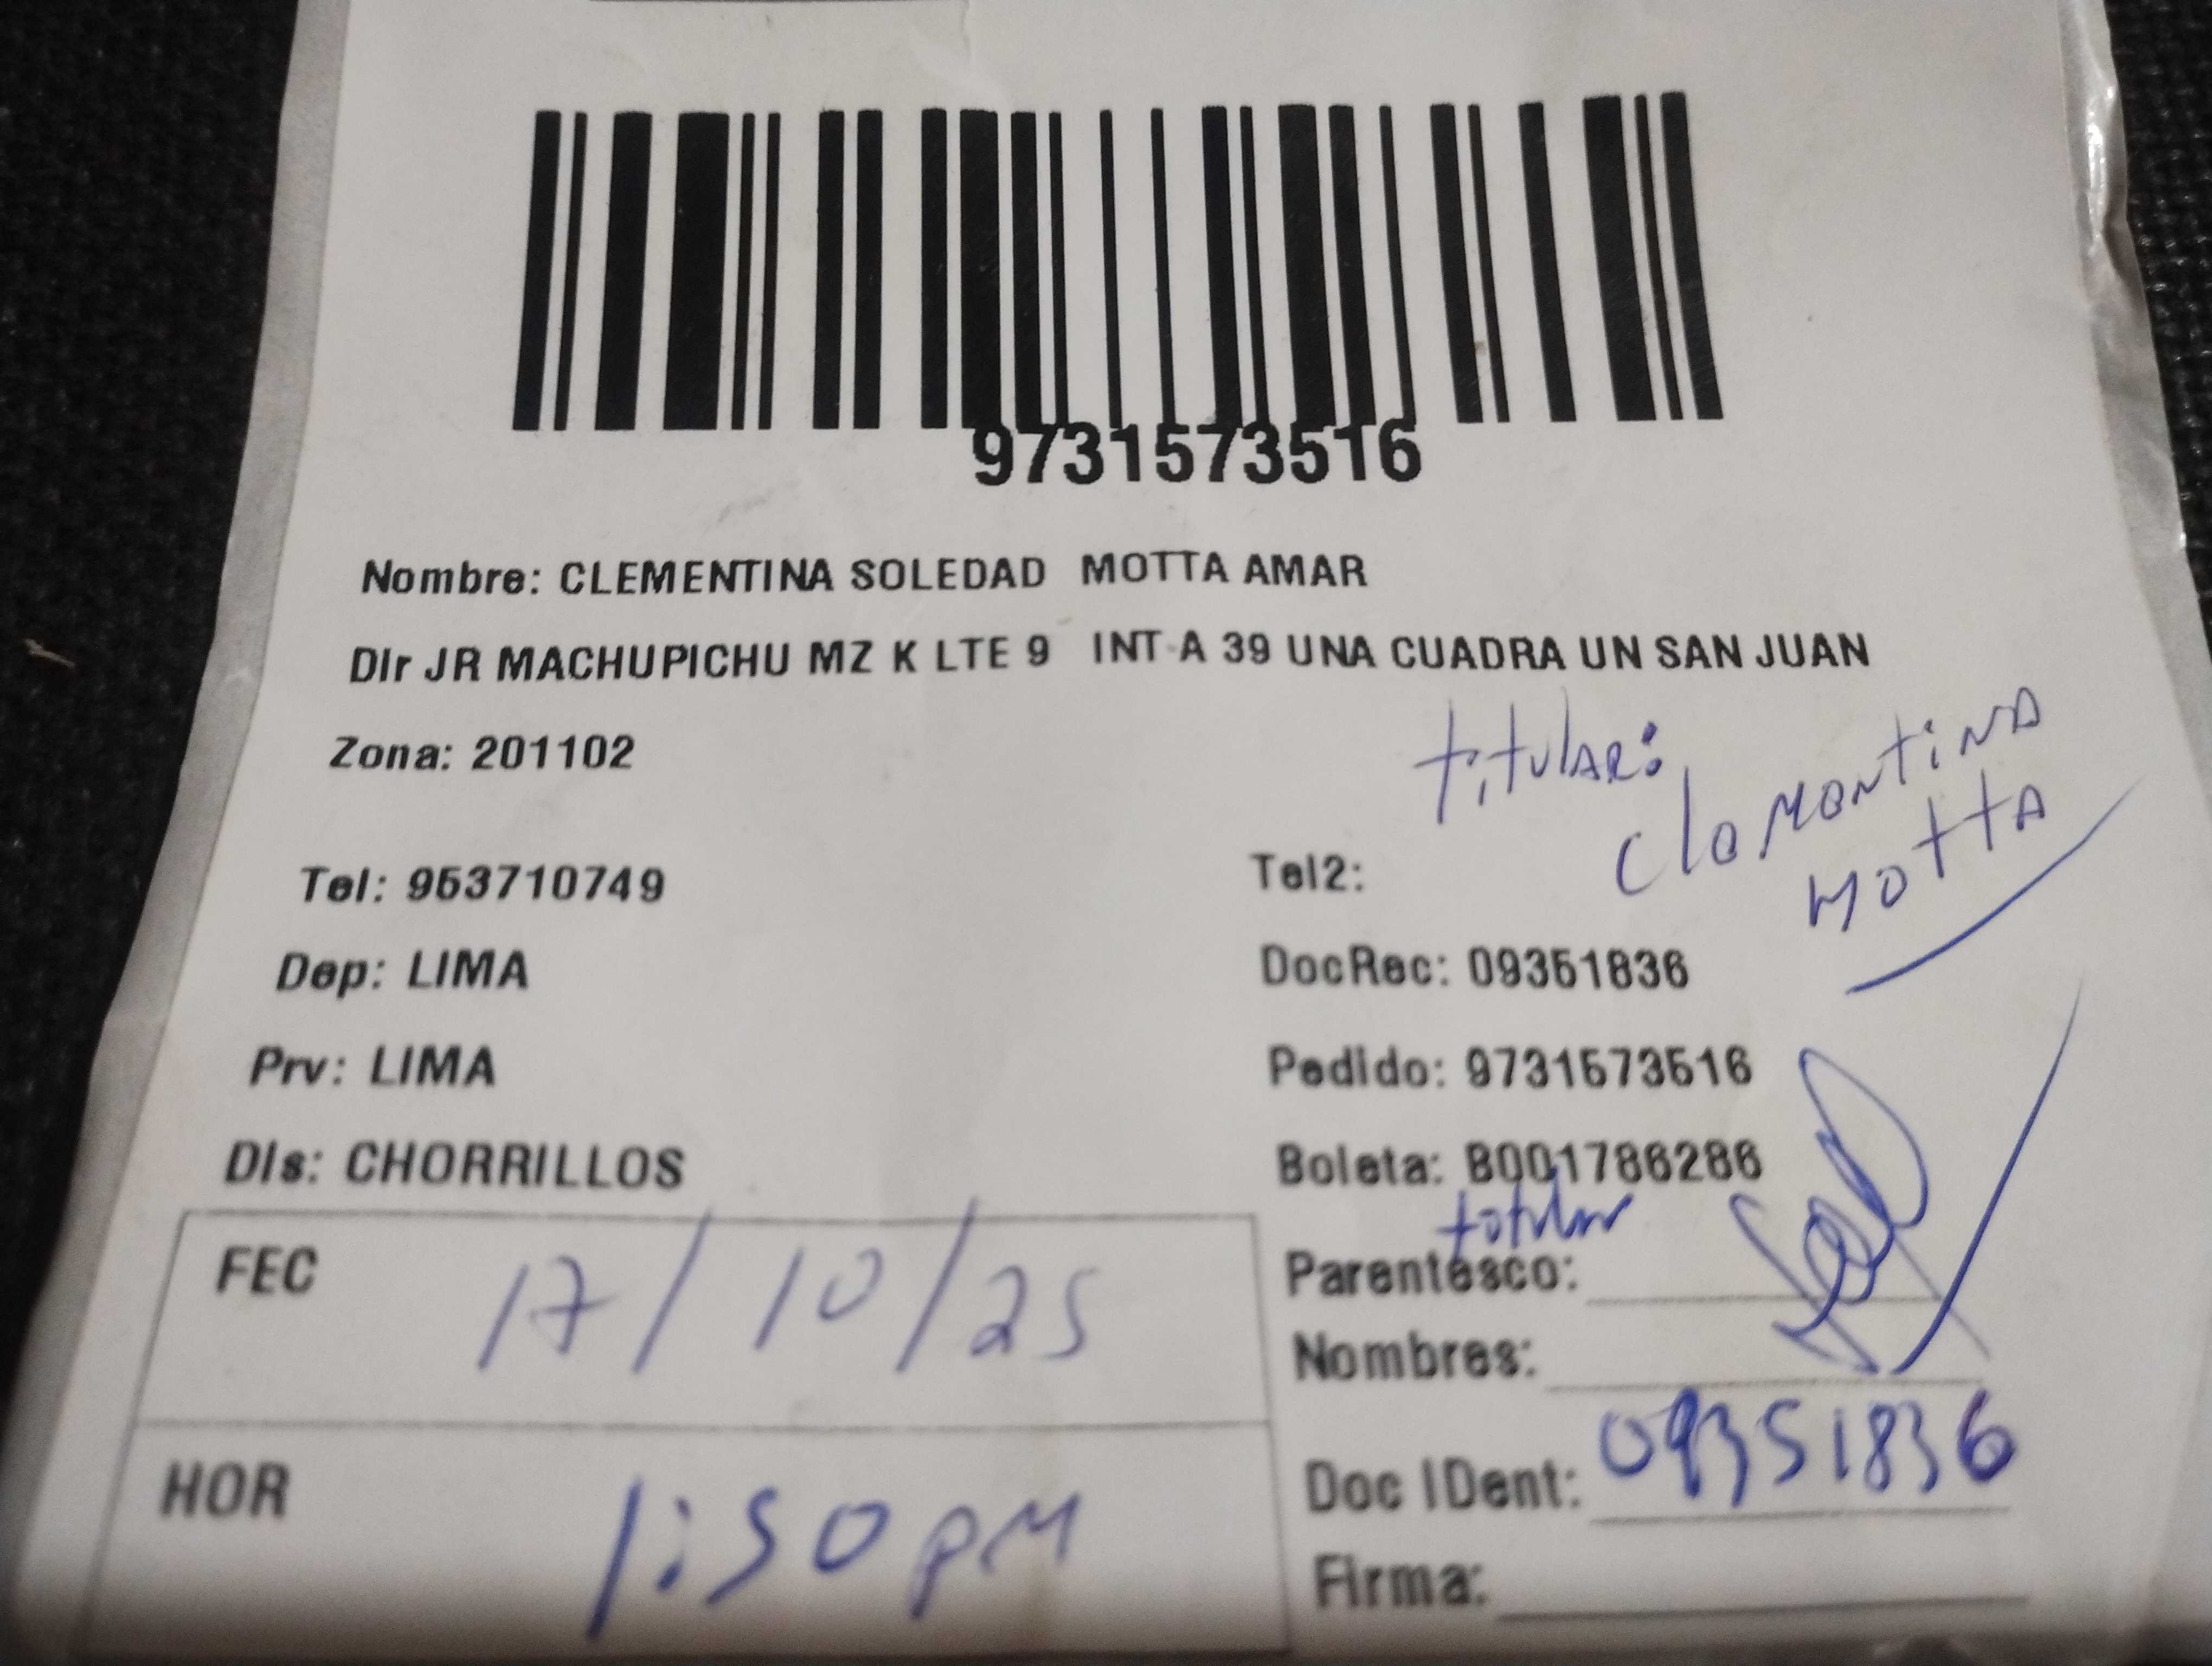 9731573516
Nombre: CLEMENTINA SOLEDAD MOTTA AMAR
DIr JR MACHUPICHU MZ K LTE 9 INT A 39 UNA CUADRA UN SAN JUAN
Zona: 201102
titular:
Clementina
Motta
Tel: 953710749
Tel2:
Dep: LIMA
DocRec: 09351836
Prv: LIMA
Pedido: 9731573516
DIs: CHORRILLOS
Boleta: B001786286
titular
FEC 17/10/25
Parentesco:
Nombres:
HOR 1:50 pm
Doc IDent: 09351836
Firma: